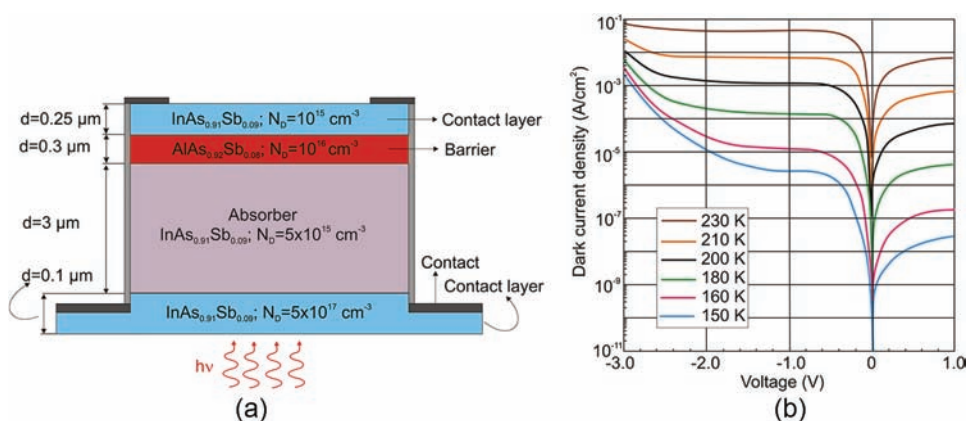 d=0.25 μm
InAs0.91Sb0.09; ND=10^15 cm^-3
Contact layer
d=0.3 μm
AlAs0.92Sb0.08; ND=10^16 cm^-3
Barrier
d=3 μm
Absorber
InAs0.91Sb0.09, ND=5x10^15 cm^-3
d=0.1 μm
Contact
Contact layer
InAs0.91Sb0.09; ND=5x10^17 cm^-3
hν
(a)
Dark current density (A/cm^2)
10^-1
10^-3
10^-5
10^-7
10^-9
10^-11
230 K
210 K
200 K
180 K
160 K
150 K
-3.0
-2.0
-1.0
0
1.0
Voltage (V)
(b)